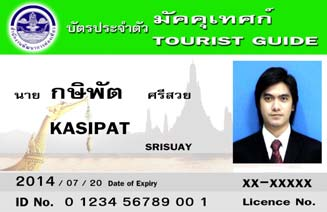 บัตรประจำตัว มัคคุเทศก์
TOURIST GUIDE
นาย กษิพัต ศรีสวย
KASIPAT
SRISUAY
2014 / 07 / 20 Date of Expiry
XX-XXXXX
ID No. 0 1234 56789 00 1
Licence No.